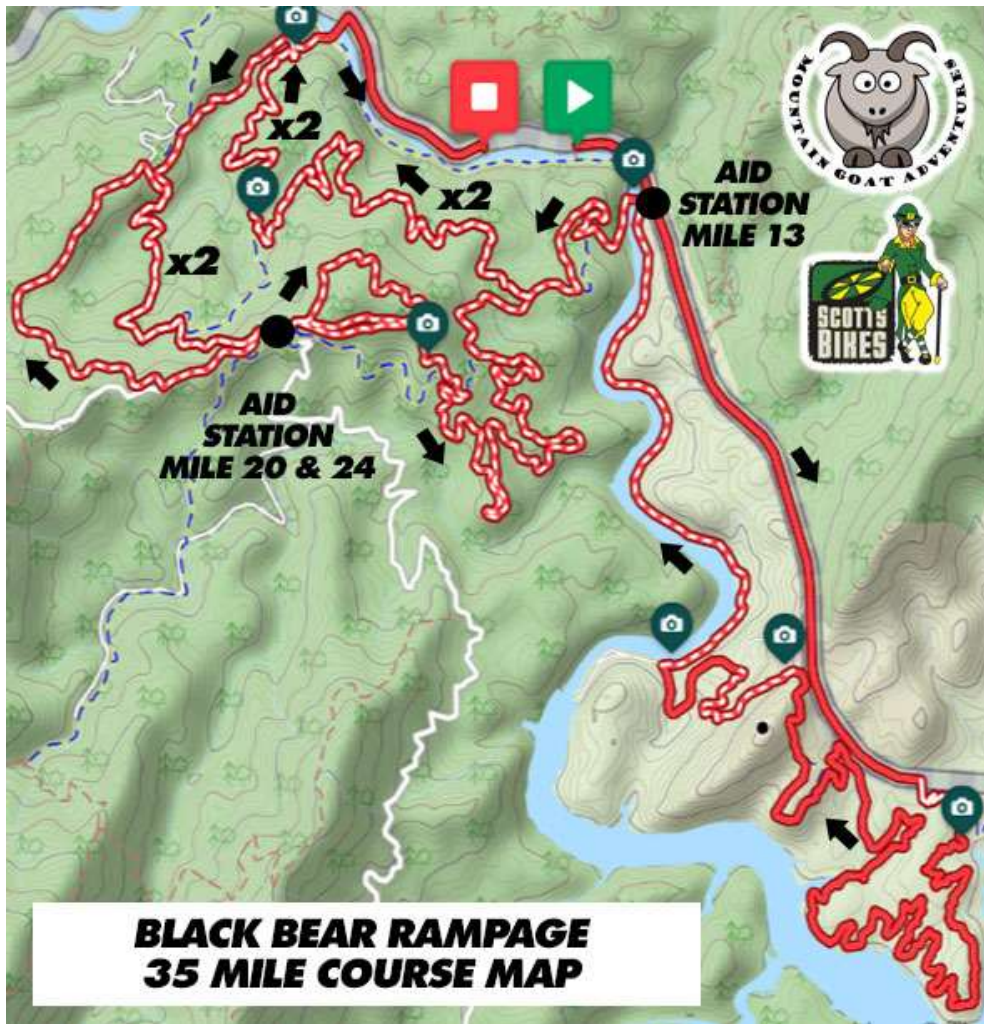 MOUNTAIN GOAT ADVENTURES
x2
x2
AID
STATION
MILE 13
x2
SCOTTS
BIKES
AID
STATION
MILE 20 & 24
BLACK BEAR RAMPAGE
35 MILE COURSE MAP